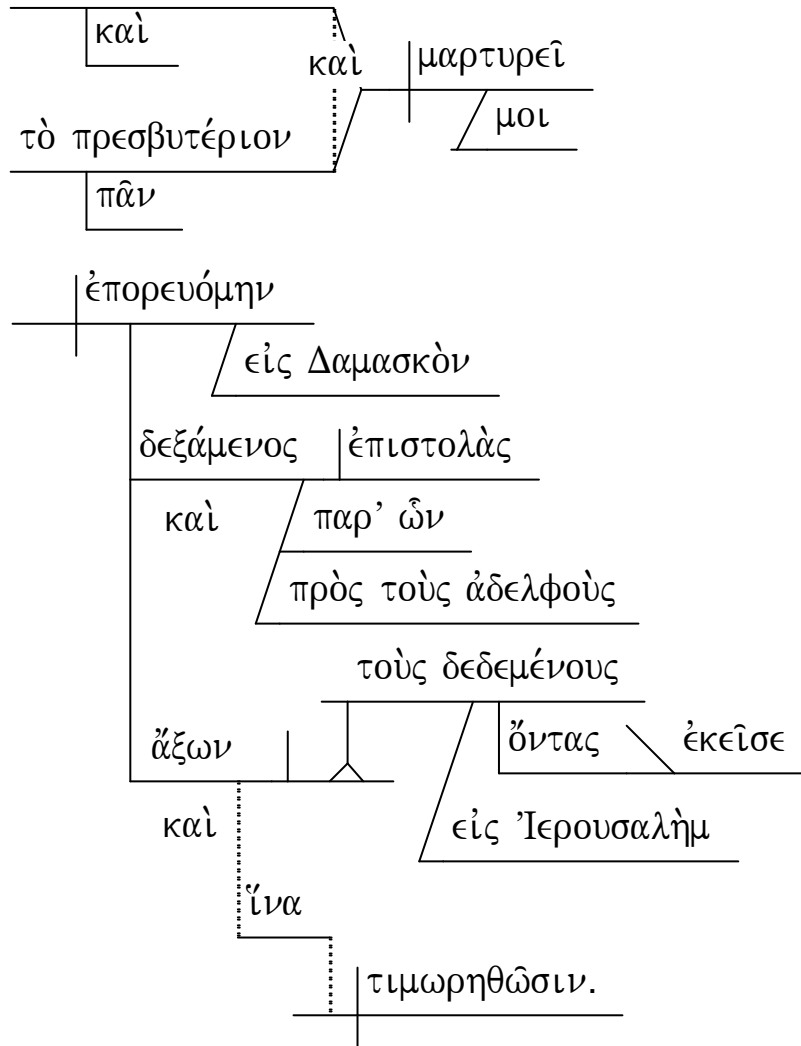 καὶ
καὶ μαρτυρεῖ
μοι
τὸ πρεσβυτέριον
πᾶν
ἐπορευόμην
εἰς Δαμασκὸν
δεξάμενος ἐπιστολὰς
καὶ παρ’ ὧν
πρὸς τοὺς ἀδελφοὺς
τοὺς δεδεμένους
ἄξων ὄντας ἐκεῖσε
καὶ εἰς Ἰερουσαλὴμ
ἵνα
τιμωρηθῶσιν.